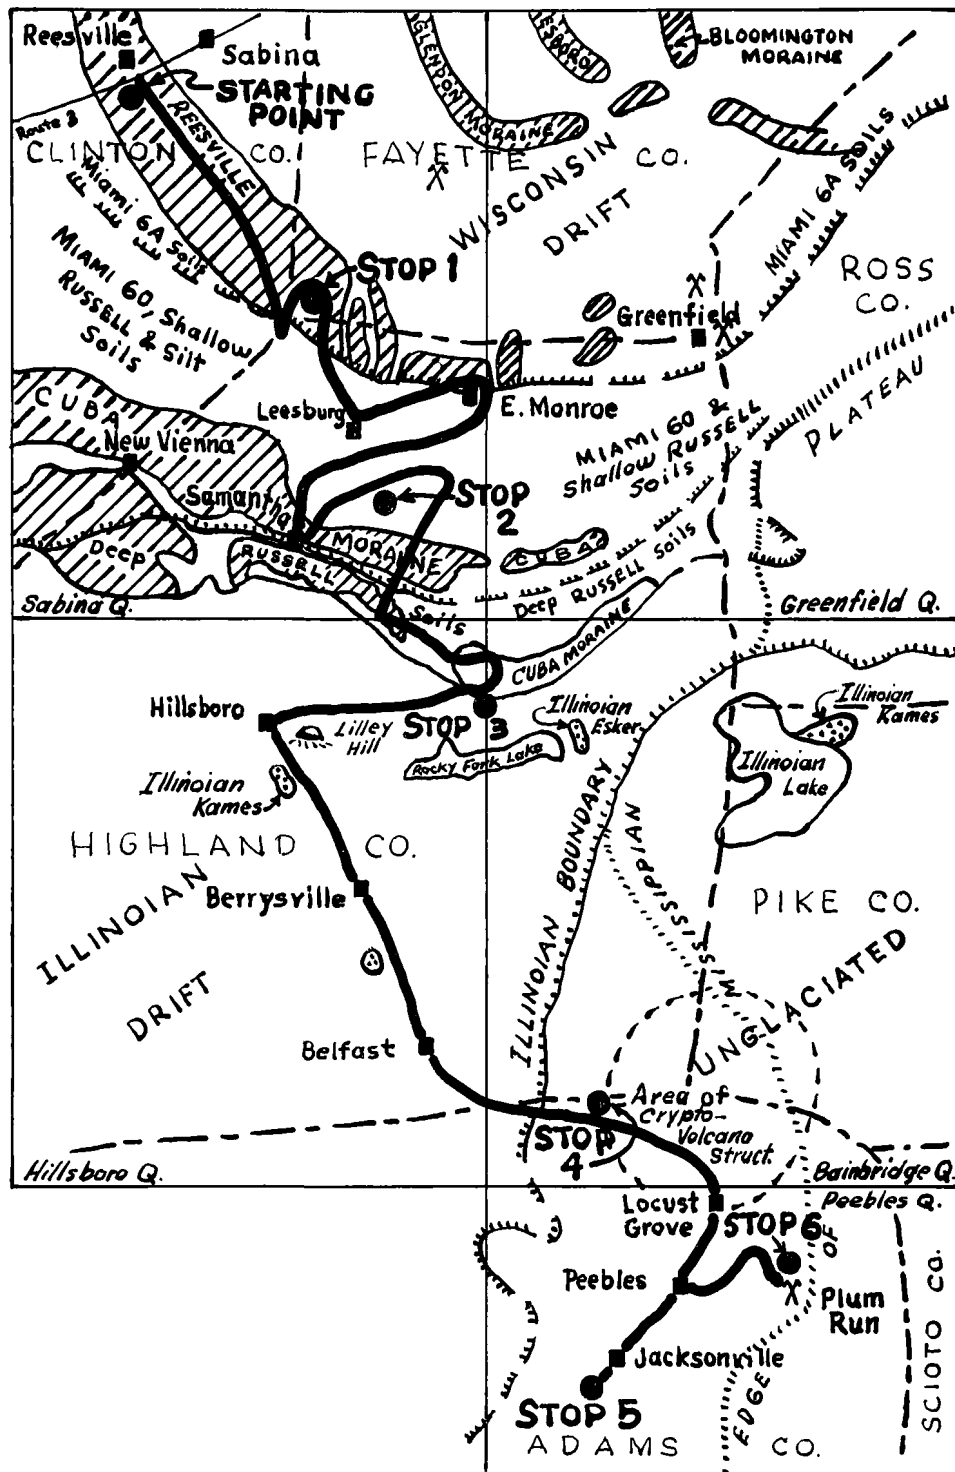 Reesville
Sabina
STARTING
POINT
Route 3
CLINTON CO.
REESVILLE
GLENDON
MORAINE
ESBORO
BLOOMINGTON
MORAINE
FAYETTE CO.
WISCONSIN
DRIFT
Miami 6A Soils
MIAMI 6A SOILS
MIAMI 60, Shallow
RUSSELL & Silt
Soils
STOP 1
Greenfield
ROSS
CO.
PLATEAU
CUBA
New Vienna
Leesburg
E. Monroe
MIAMI 60 &
Shallow RUSSELL
Soils
Samantha
STOP
2
MORAINE
CUBA
Deep
RUSSELL
Soils
Deep RUSSELL Soils
Sabina Q.
Greenfield Q.
CUBA MORAINE
Hillsboro
Lilley
Hill
STOP 3
Illinoian
Esker
Rocky Fork Lake
Illinoian
Kames
Illinoian
Lake
Illinoian
Kames
HIGHLAND CO.
ILLINOIAN
DRIFT
Berrysville
ILLINOIAN BOUNDARY
MISSISSIPPIAN
PIKE CO.
UNGLACIATED
Belfast
Area of
Crypto-
Volcano
Struct.
STOP
4
Hillsboro Q.
Bainbridge Q.
Peebles Q.
Locust
Grove
STOP 6
Peebles
Plum
Run
Jacksonville
STOP 5
EDGE OF
SCIOTO CO.
ADAMS CO.